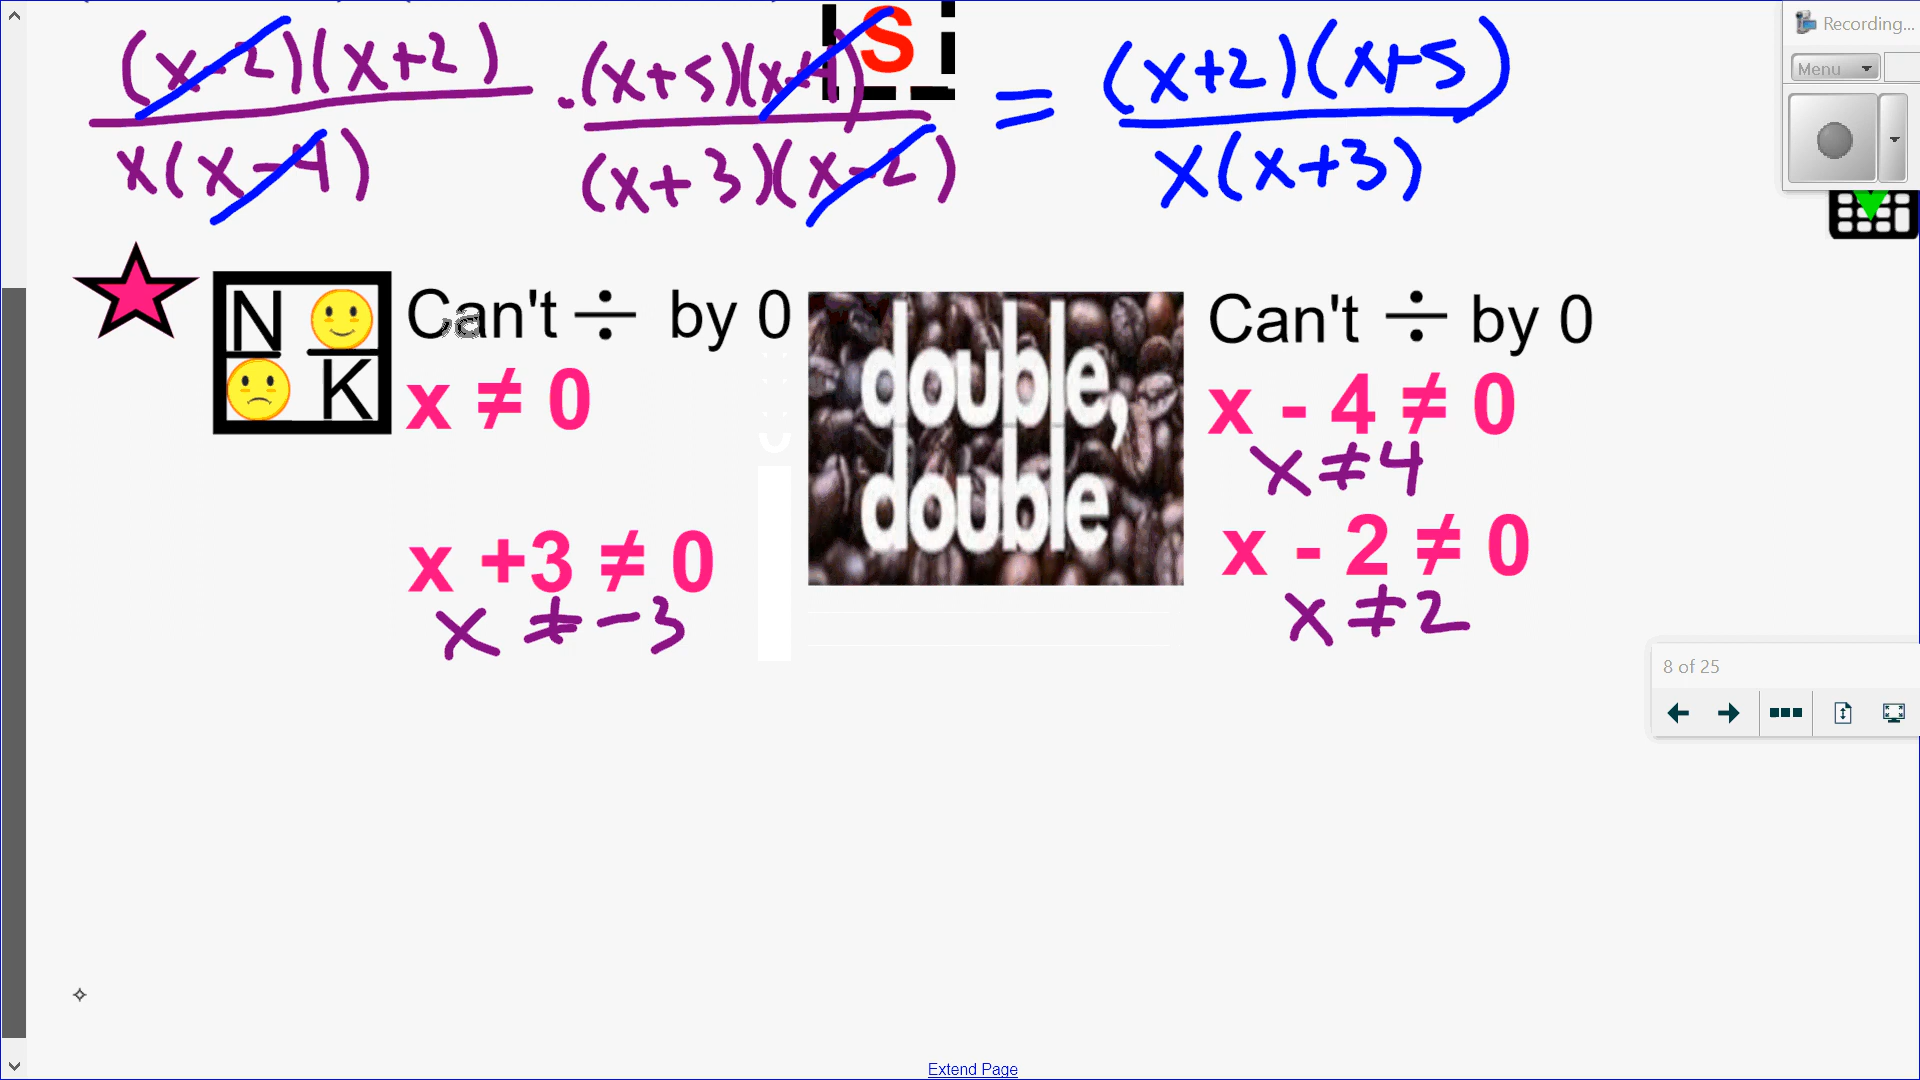 (x-2)(x+2) · (x+5)(x-4) = (x+2)(x+5)
x(x-4) (x+3)(x-2) x(x+3)
S
Recording...
Menu
N
K
Can't ÷ by 0
x ≠ 0
x +3 ≠ 0
x ≠ -3
double,
double
Can't ÷ by 0
x - 4 ≠ 0
x ≠ 4
x - 2 ≠ 0
x ≠ 2
8 of 25
Extend Page